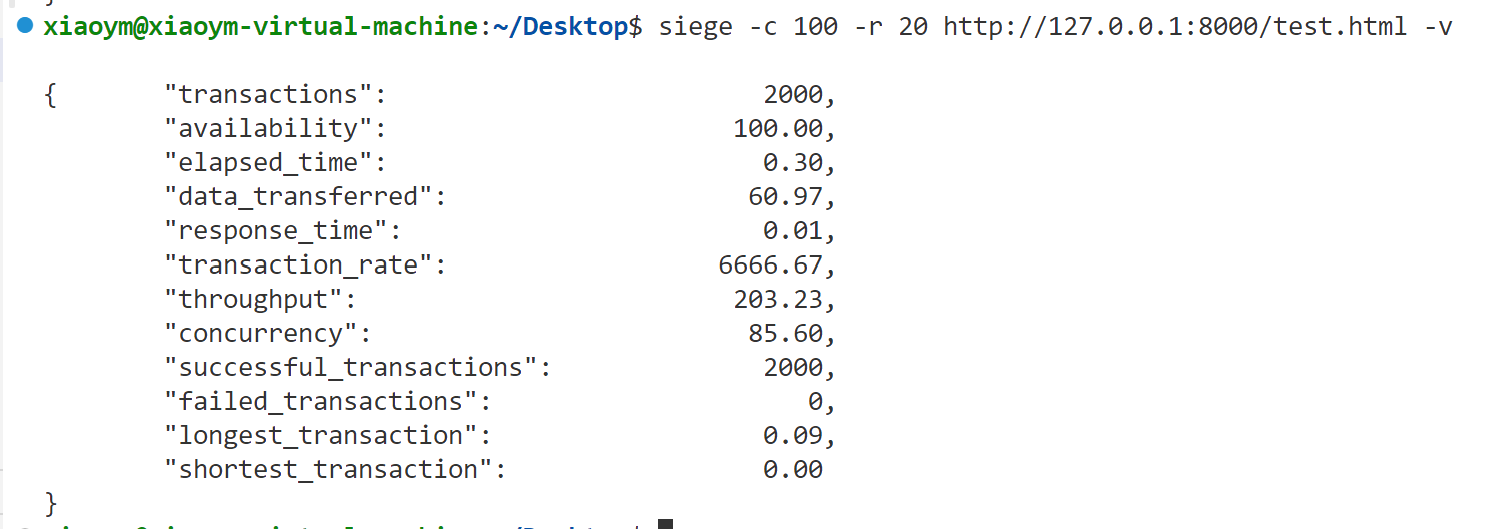 xiaoym@xiaoym-virtual-machine:~/Desktop$ siege -c 100 -r 20 http://127.0.0.1:8000/test.html -v
{ "transactions": 2000,
"availability": 100.00,
"elapsed_time": 0.30,
"data_transferred": 60.97,
"response_time": 0.01,
"transaction_rate": 6666.67,
"throughput": 203.23,
"concurrency": 85.60,
"successful_transactions": 2000,
"failed_transactions": 0,
"longest_transaction": 0.09,
"shortest_transaction": 0.00
}